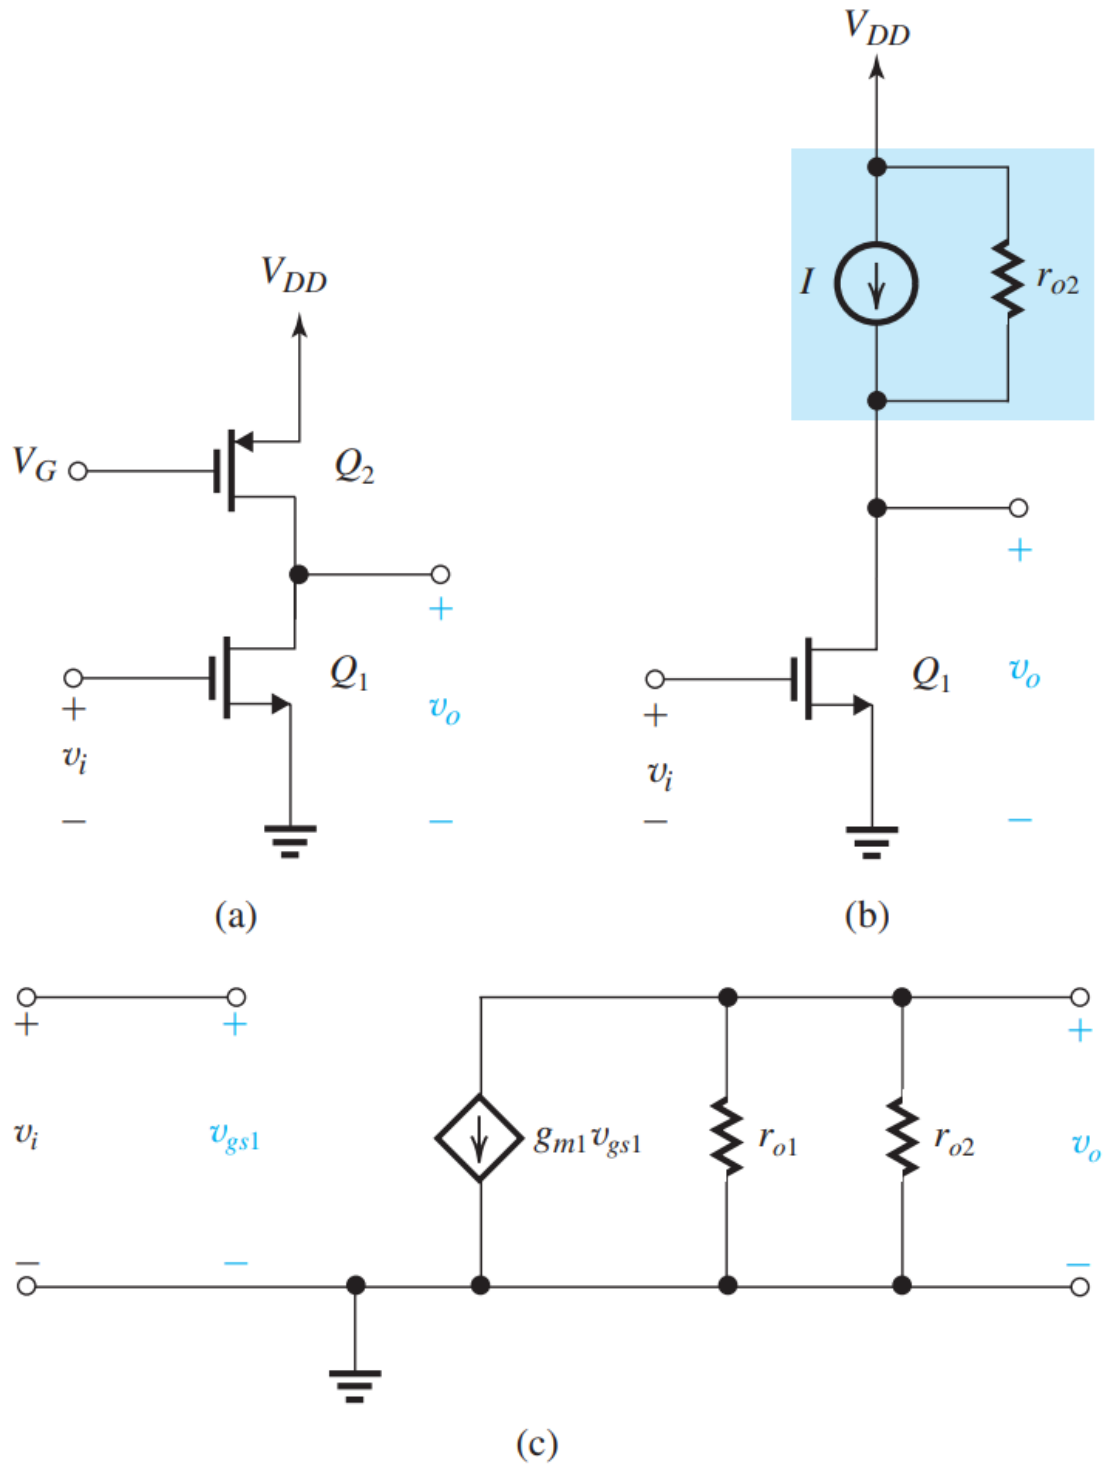 V_DD
V_G
Q_2
+
Q_1
+
v_i
−
v_o
−
(a)
V_DD
I
r_o2
+
Q_1
v_o
+
v_i
−
−
(b)
+
v_i
−
+
v_gs1
−
g_m1 v_gs1
r_o1
r_o2
+
v_o
−
(c)